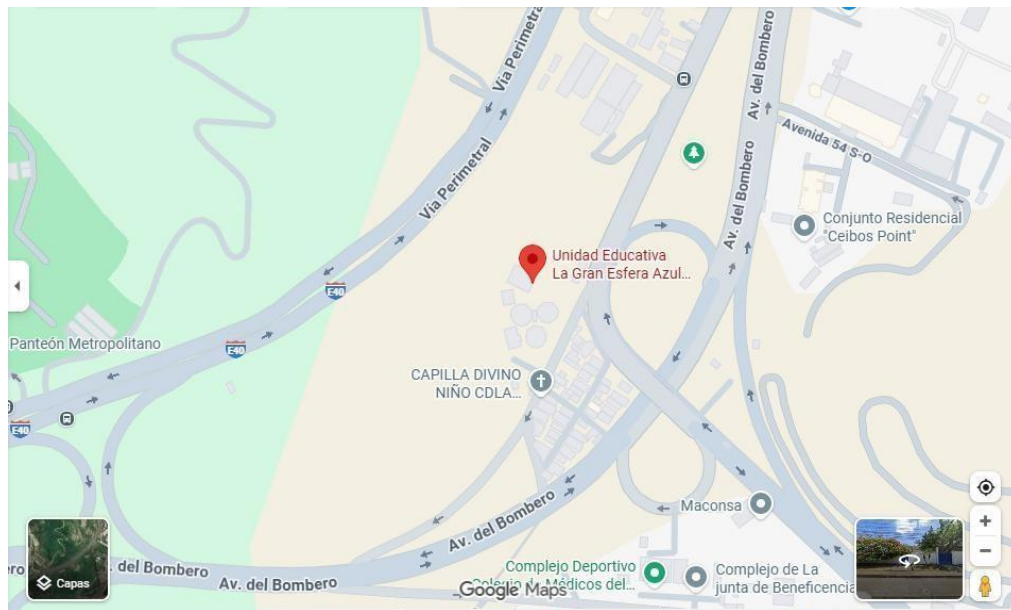 Via Perimetral
Av. del Bombero
Avenida 54 S-O
Via Perimetral
Av. del Bombero
Conjunto Residencial
"Ceibos Point"
Unidad Educativa
La Gran Esfera Azul...
E40
Panteón Metropolitano
E40
CAPILLA DIVINO
NIÑO CDLA...
E40
Maconsa
Av. del Bombero
Capas
. del Bombero
Av. del Bombero
Complejo Deportivo
Médicos del...
Complejo de La
junta de Beneficencia
Google Maps